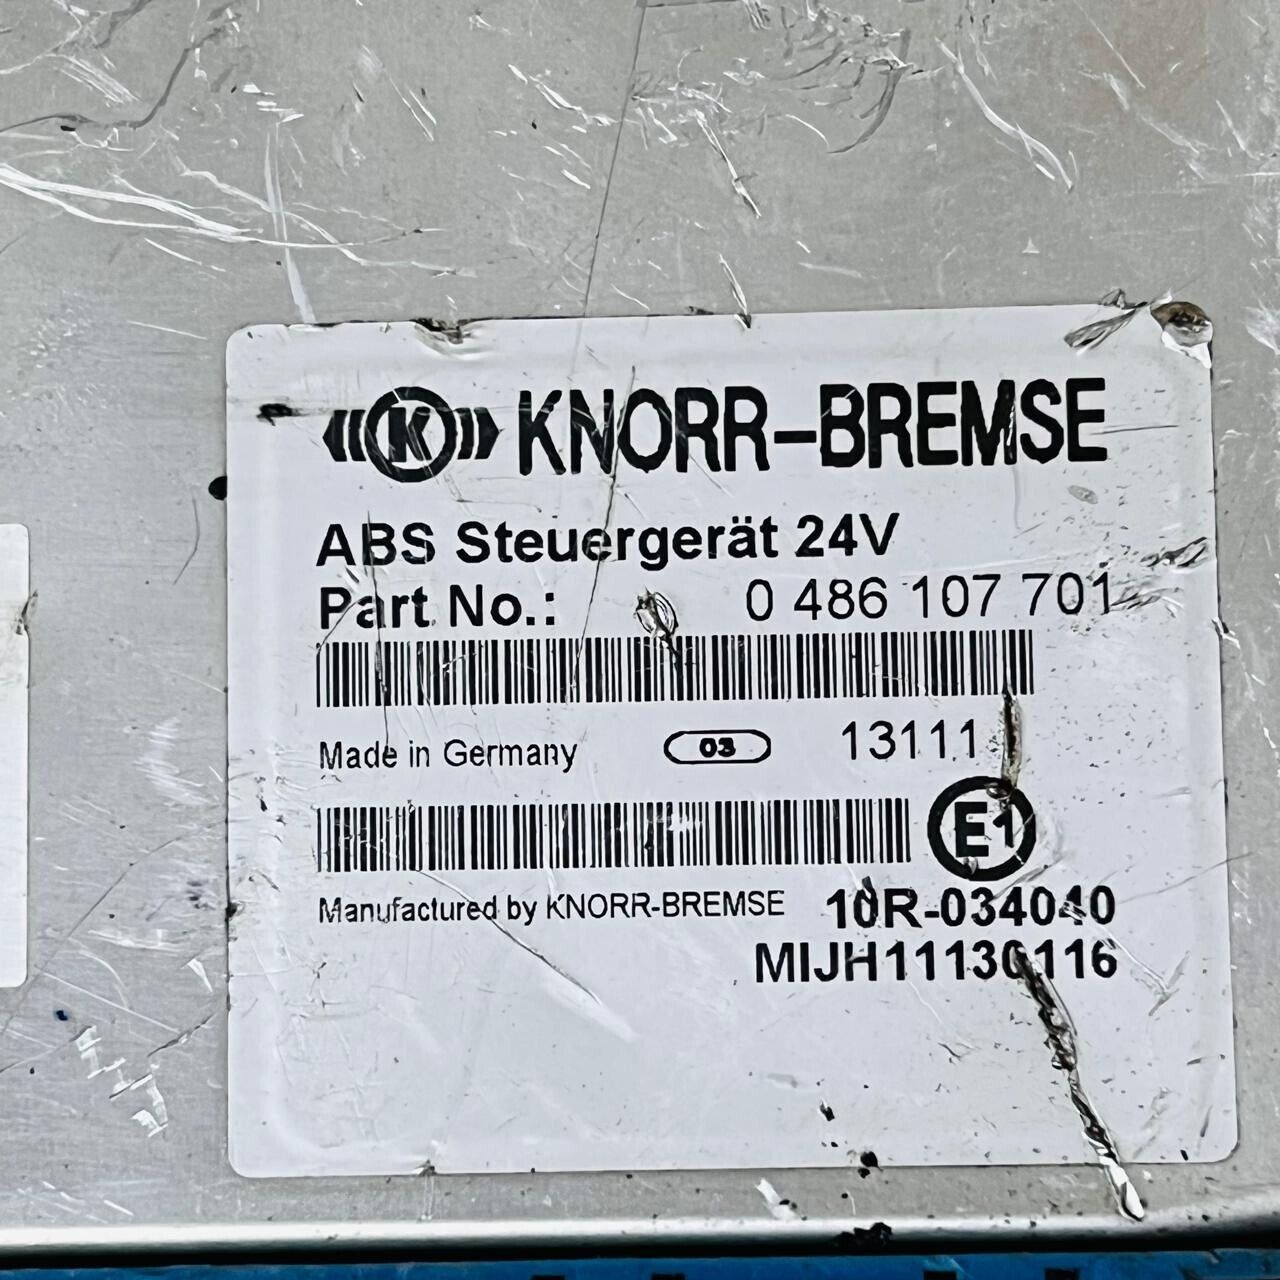 K KNORR-BREMSE
ABS Steuergerät 24V
Part No.: 0 486 107 701
Made in Germany 03 13111
E1
Manufactured by KNORR-BREMSE 10R-034040
MIJH11130116